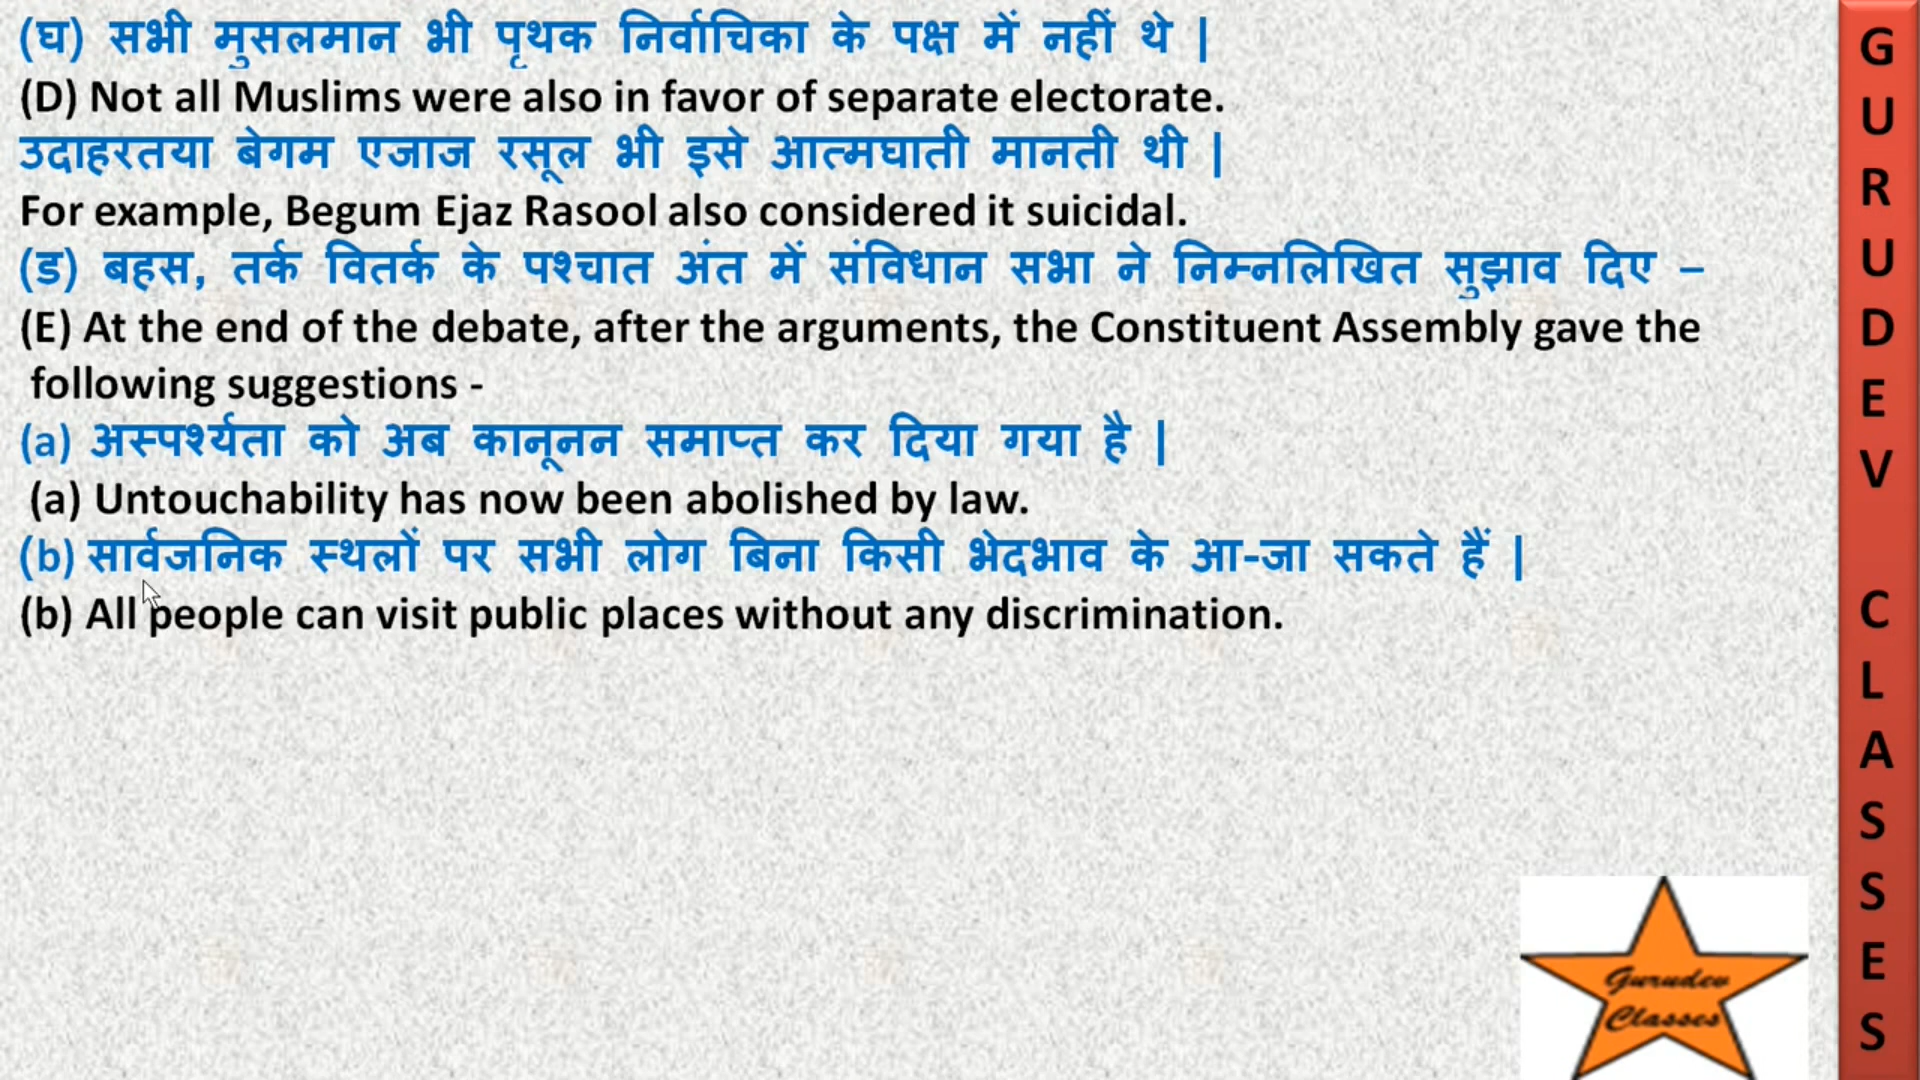 (घ) सभी मुसलमान भी पृथक निर्वाचिका के पक्ष में नहीं थे |
(D) Not all Muslims were also in favor of separate electorate.
उदाहरतया बेगम एजाज रसूल भी इसे आत्मघाती मानती थी |
For example, Begum Ejaz Rasool also considered it suicidal.
(ड) बहस, तर्क वितर्क के पश्चात अंत में संविधान सभा ने निम्नलिखित सुझाव दिए –
(E) At the end of the debate, after the arguments, the Constituent Assembly gave the
following suggestions -
(a) अस्पर्श्यता को अब कानूनन समाप्त कर दिया गया है |
(a) Untouchability has now been abolished by law.
(b) सार्वजनिक स्थलों पर सभी लोग बिना किसी भेदभाव के आ-जा सकते हैं |
(b) All people can visit public places without any discrimination.
GURUDEV CLASSES
Gurudev
Classes